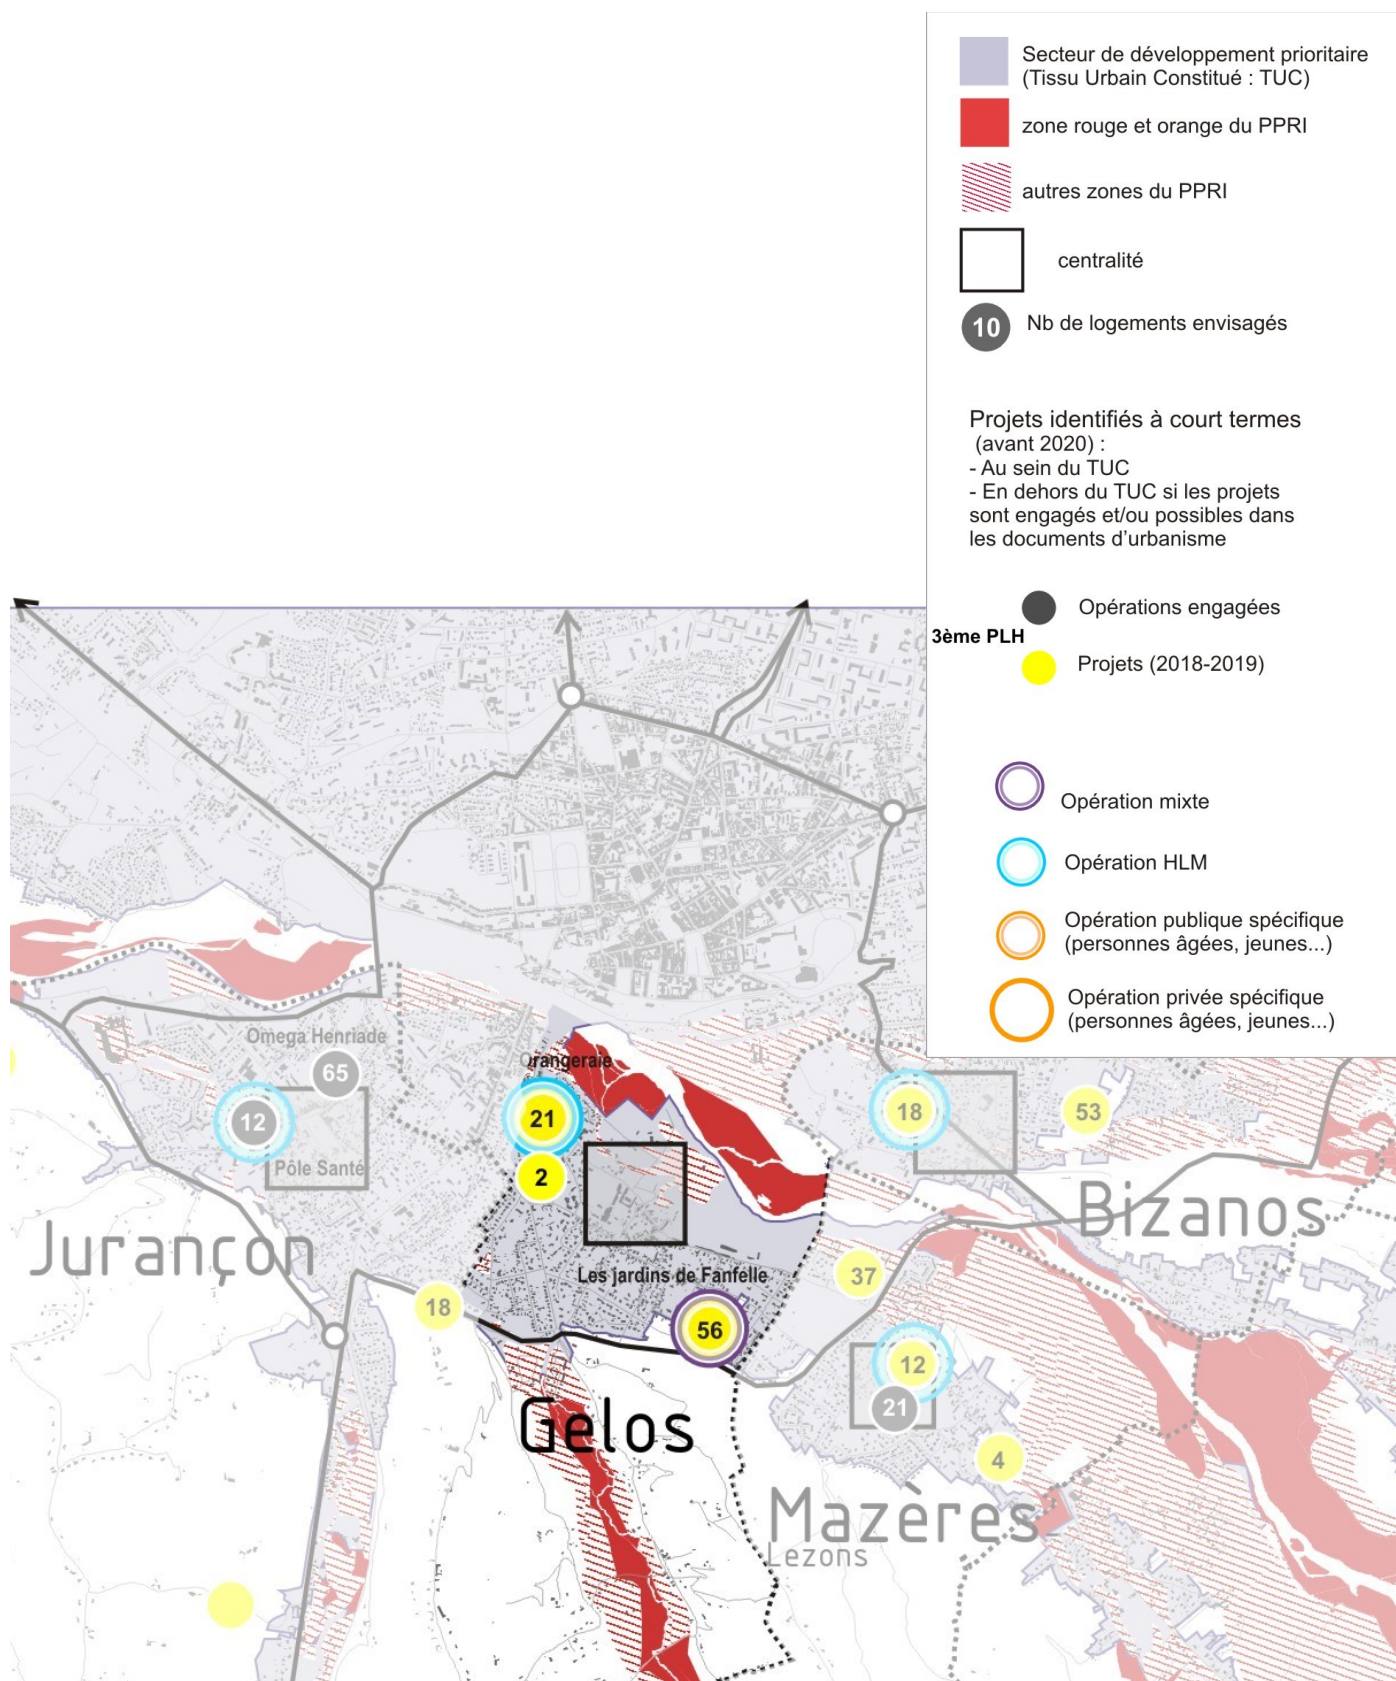 Secteur de développement prioritaire
(Tissu Urbain Constitué : TUC)
zone rouge et orange du PPRI
autres zones du PPRI
centralité
10
Nb de logements envisagés
Projets identifiés à court termes
(avant 2020) :
- Au sein du TUC
- En dehors du TUC si les projets
sont engagés et/ou possibles dans
les documents d'urbanisme
Opérations engagées
3ème PLH
Projets (2018-2019)
Opération mixte
Opération HLM
Opération publique spécifique
(personnes âgées, jeunes...)
Opération privée spécifique
(personnes âgées, jeunes...)
Omega Henriade
65
12
Pôle Santé
Jurançon
18
Orangeraie
21
2
Les jardins de Fanfelle
56
Gelos
18
53
Bizanos
37
12
21
4
Mazères
Lezons